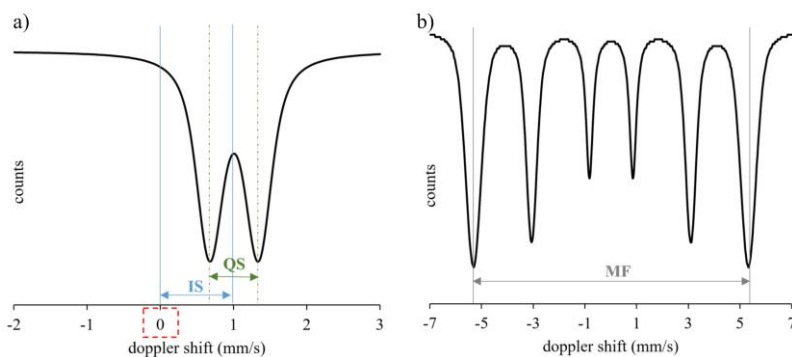 a)
counts
QS
IS
-2 -1 0 1 2 3
doppler shift (mm/s)
b)
counts
MF
-7 -5 -3 -1 1 3 5 7
doppler shift (mm/s)